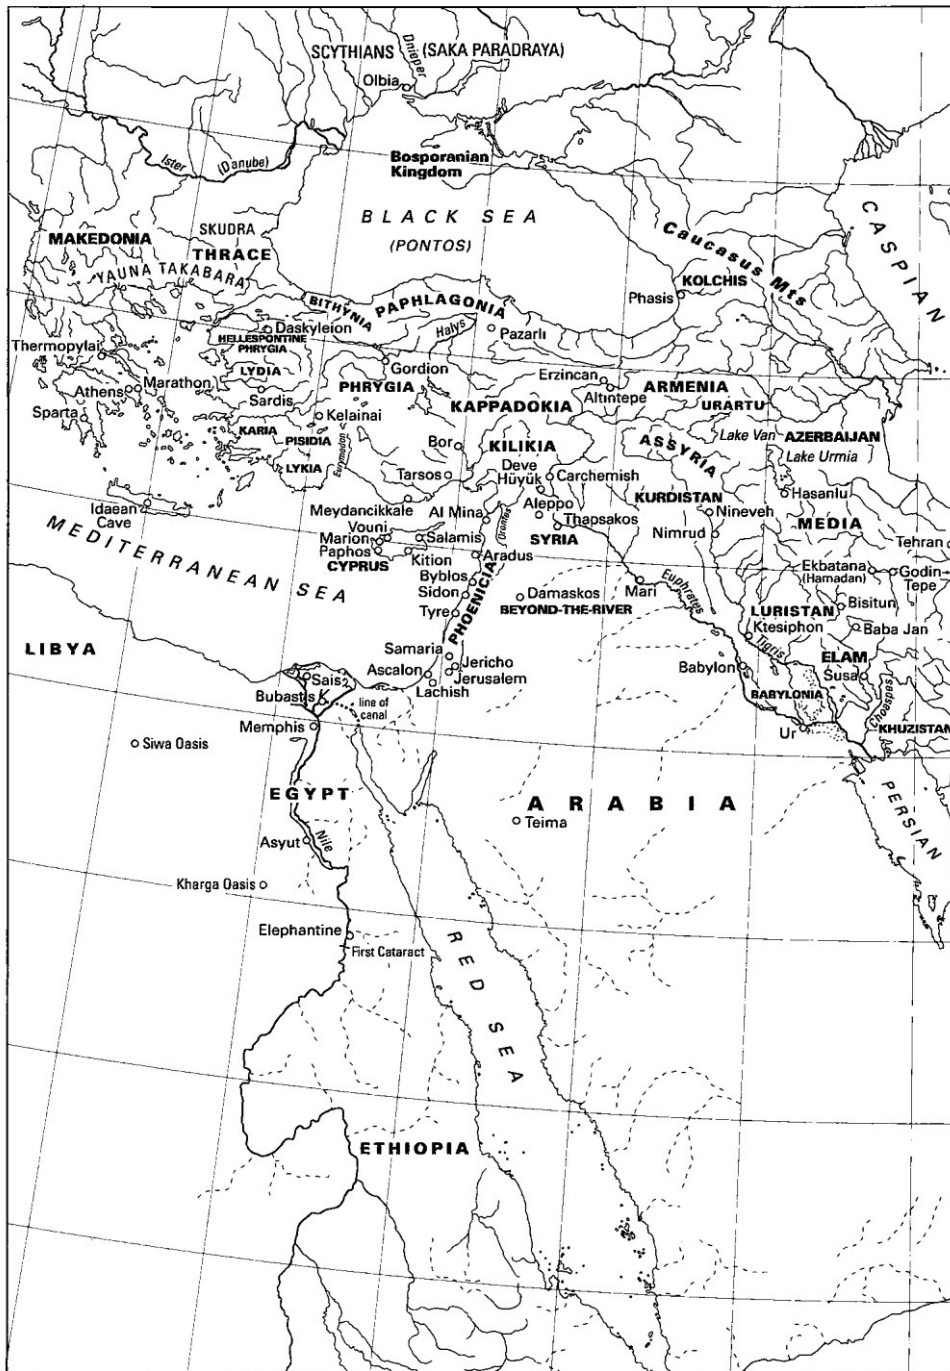 SCYTHIANS (SAKA PARADRAYA)
Dnieper
Olbia
Ister (Danube)
Bosporanian
Kingdom
BLACK SEA
(PONTOS)
CASPIAN
Caucasus Mts
SKUDRA
MAKEDONIA
THRACE
YAUNA TAKABARA
KOLCHIS
Phasis
BITHYNIA
PAPHLAGONIA
Halys
Pazarlı
Daskyleion
HELLESPONTINE
PHRYGIA
Thermopylai
LYDIA
Gordion
Erzincan
ARMENIA
Altıntepe
URARTU
Marathon
Athens
Sardis
PHRYGIA
KAPPADOKIA
Sparta
Kelainai
KARIA
PISIDIA
Eurymedon
LYKIA
Bor
KILIKIA
ASSYRIA
Lake Van
AZERBAIJAN
Lake Urmia
Tarsos
Deve
Hüyük
Carchemish
KURDISTAN
Hasanlu
Idaean
Cave
Meydancikkale
Al Mina
Orontes
Aleppo
Thapsakos
Nineveh
MEDIA
Vouni
Marion
Salamis
SYRIA
Nimrud
Tehran
Paphos
CYPRUS
Kition
Aradus
MEDITERRANEAN SEA
Byblos
Sidon
PHOENICIA
Damaskos
BEYOND-THE-RIVER
Mari
Euphrates
Ekbatana
(Hamadan)
Godin-
Tepe
Tyre
LURISTAN
Bisitun
Ktesiphon
Tigris
Baba Jan
LIBYA
Samaria
Jericho
Ascalon
Jerusalem
Lachish
Babylon
ELAM
Susa
Sais
Bubastis
line of
canal
BABYLONIA
Choaspes
Memphis
Ur
KHUZISTAN
Siwa Oasis
EGYPT
ARABIA
PERSIAN
Teima
Asyut
Nile
Kharga Oasis
Elephantine
First Cataract
RED SEA
ETHIOPIA